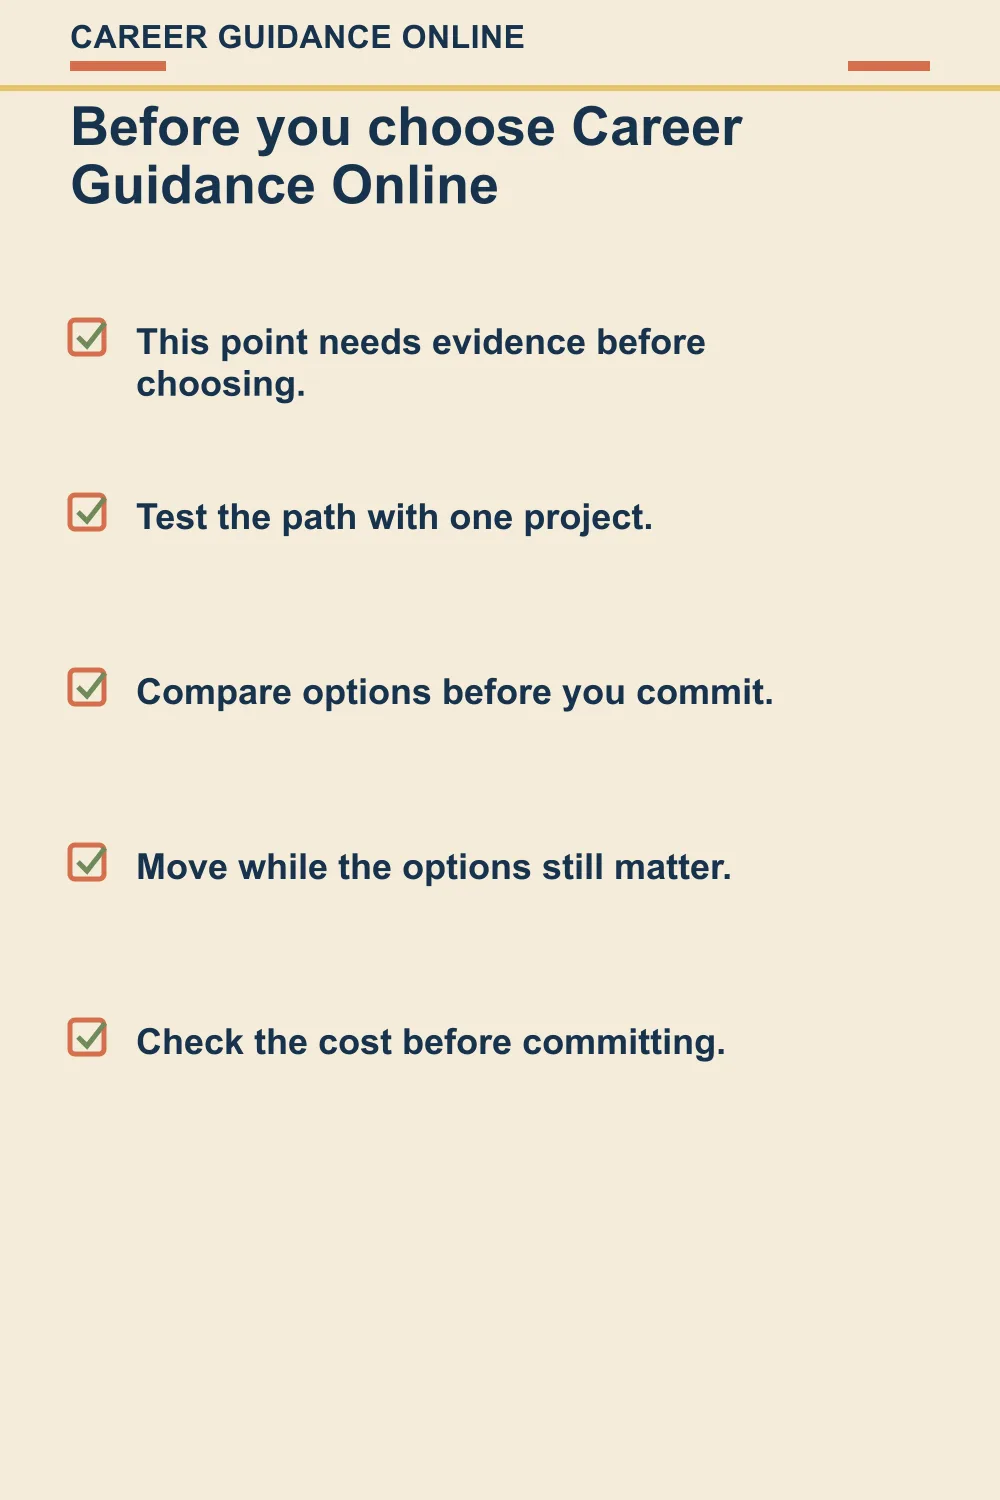 CAREER GUIDANCE ONLINE
Before you choose Career
Guidance Online
This point needs evidence before
choosing.
Test the path with one project.
Compare options before you commit.
Move while the options still matter.
Check the cost before committing.